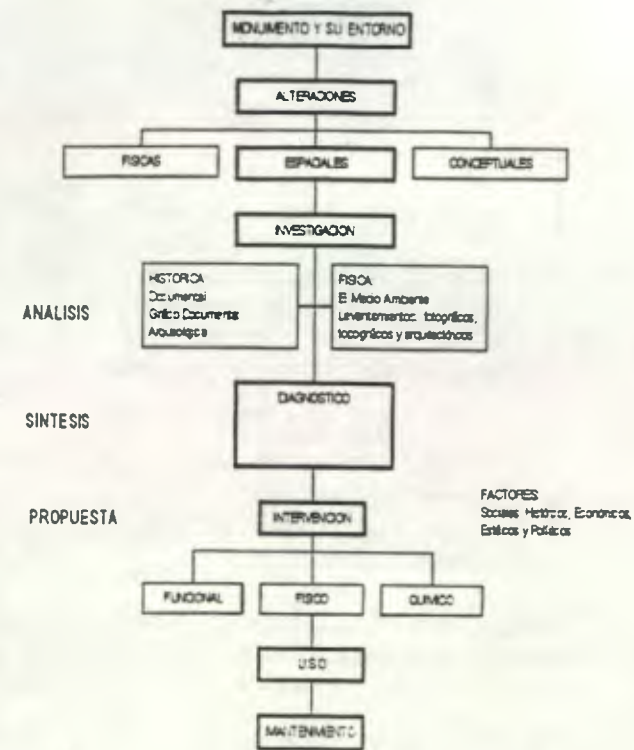 MONUMENTO Y SU ENTORNO
ALTERACIONES
FISICAS
ESPACIALES
CONCEPTUALES
INVESTIGACION
HISTORICA
Documental
Gráfico Documental
Arqueológica
FISICA
El Medio Ambiente
Levantamientos fotográficos,
topográficos y arquitectónicos
ANALISIS
DIAGNOSTICO
SINTESIS
PROPUESTA
INTERVENCION
FACTORES
Sociales Históricos, Económicos,
Estéticos y Políticos
FUNCIONAL
FISICO
QUIMICO
USO
MANTENIMIENTO